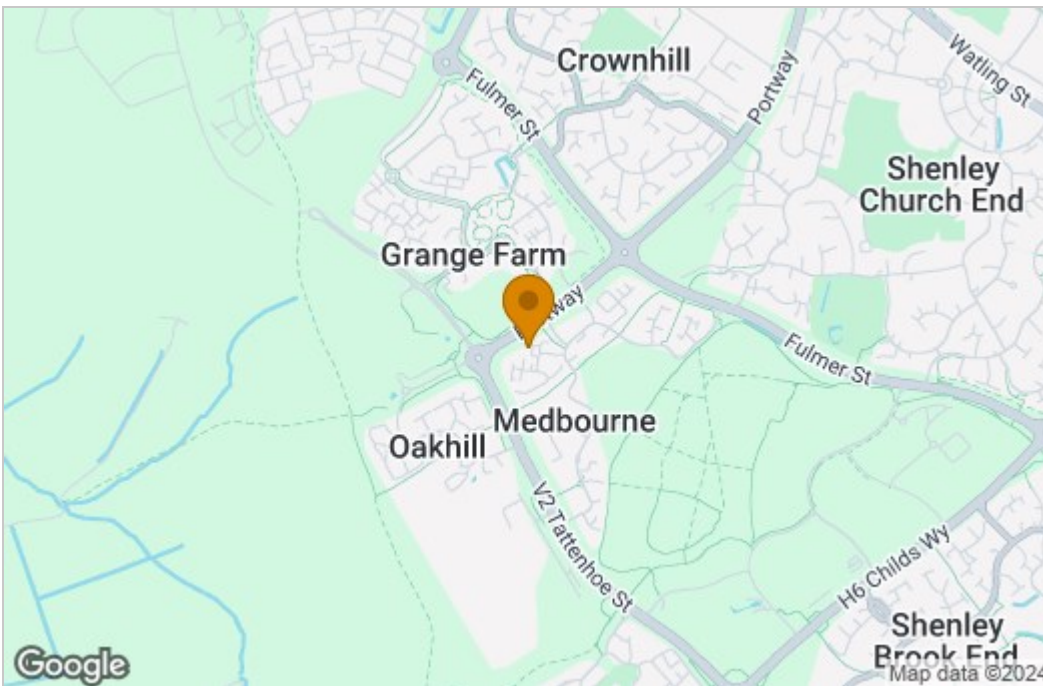 Crownhill
Fulmer St
Portway
Watling St
Shenley
Church End
Grange Farm
Fulmer St
Medbourne
Oakhill
V2 Tattenhoe St
H6 Childs Wy
Shenley
Brook End
Google
Map data ©2024